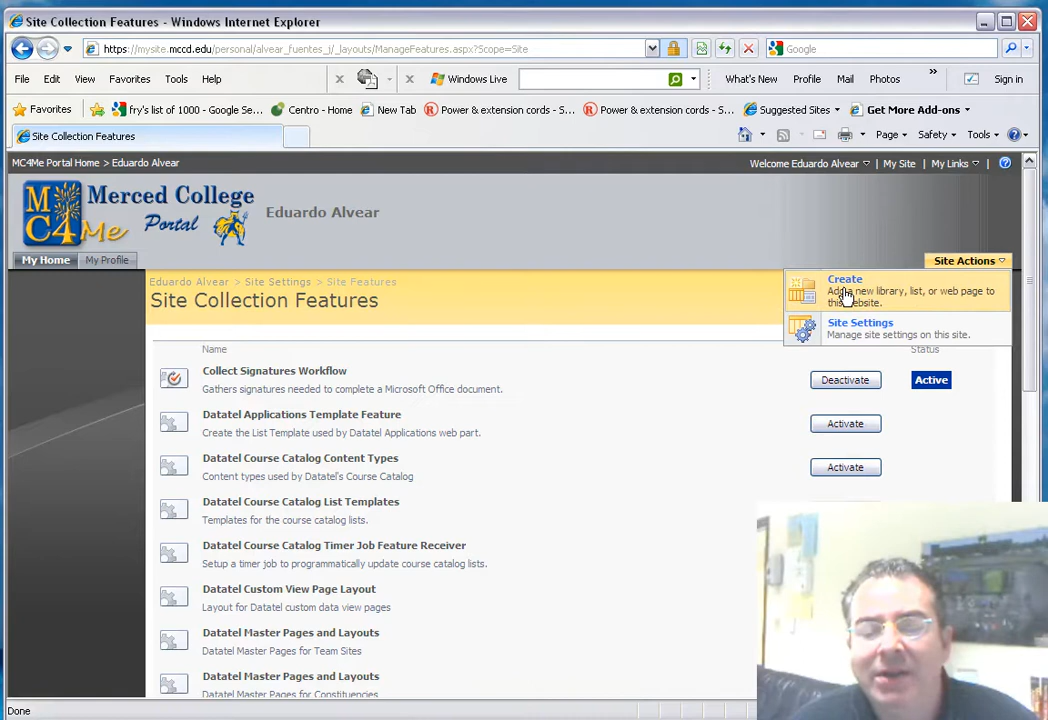 Site Collection Features - Windows Internet Explorer
https://mysite.mccd.edu/personal/alvear_fuentes_j/_layouts/ManageFeatures.aspx?Scope=Site
Google
File Edit View Favorites Tools Help
Windows Live
What's New Profile Mail Photos » Sign in
Favorites
fry's list of 1000 - Google Se...
Centro - Home
New Tab
Power & extension cords - S...
Power & extension cords - S...
Suggested Sites
Get More Add-ons
Site Collection Features
Page Safety Tools
MC4Me Portal Home > Eduardo Alvear
Welcome Eduardo Alvear | My Site | My Links |
MC4Me
Merced College
Portal
Eduardo Alvear
My Home My Profile
Site Actions
Eduardo Alvear > Site Settings > Site Features
Site Collection Features
Create
Add a new library, list, or web page to
this website.
Site Settings
Manage site settings on this site.
Name Status
Collect Signatures Workflow
Gathers signatures needed to complete a Microsoft Office document.
Deactivate Active
Datatel Applications Template Feature
Create the List Template used by Datatel Applications web part.
Activate
Datatel Course Catalog Content Types
Content types used by Datatel's Course Catalog
Activate
Datatel Course Catalog List Templates
Templates for the course catalog lists.
Datatel Course Catalog Timer Job Feature Receiver
Setup a timer job to programmatically update course catalog lists.
Datatel Custom View Page Layout
Layout for Datatel custom data view pages
Datatel Master Pages and Layouts
Datatel Master Pages for Team Sites
Datatel Master Pages and Layouts
Datatel Master Pages for Constituencies
Done